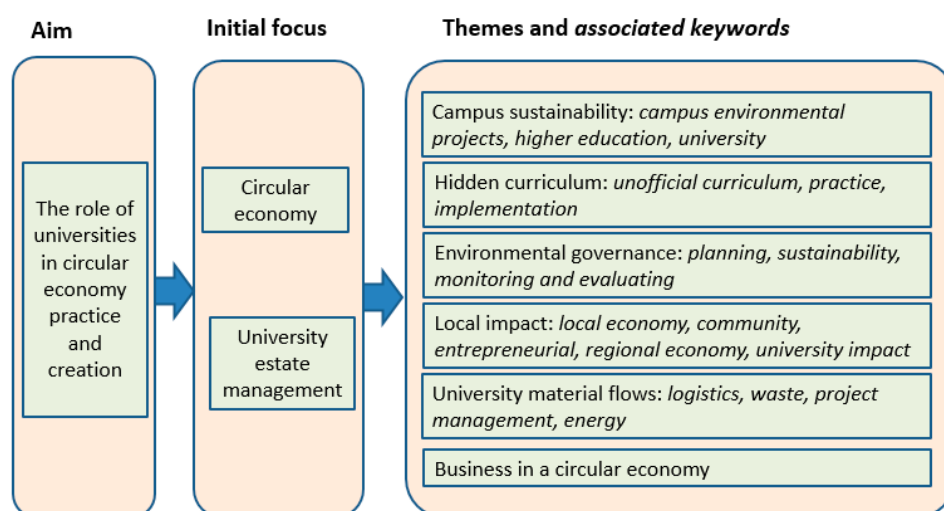 Aim
Initial focus
Themes and associated keywords
The role of
universities
in circular
economy
practice
and
creation
Circular
economy
University
estate
management
Campus sustainability: campus environmental
projects, higher education, university
Hidden curriculum: unofficial curriculum, practice,
implementation
Environmental governance: planning, sustainability,
monitoring and evaluating
Local impact: local economy, community,
entrepreneurial, regional economy, university impact
University material flows: logistics, waste, project
management, energy
Business in a circular economy